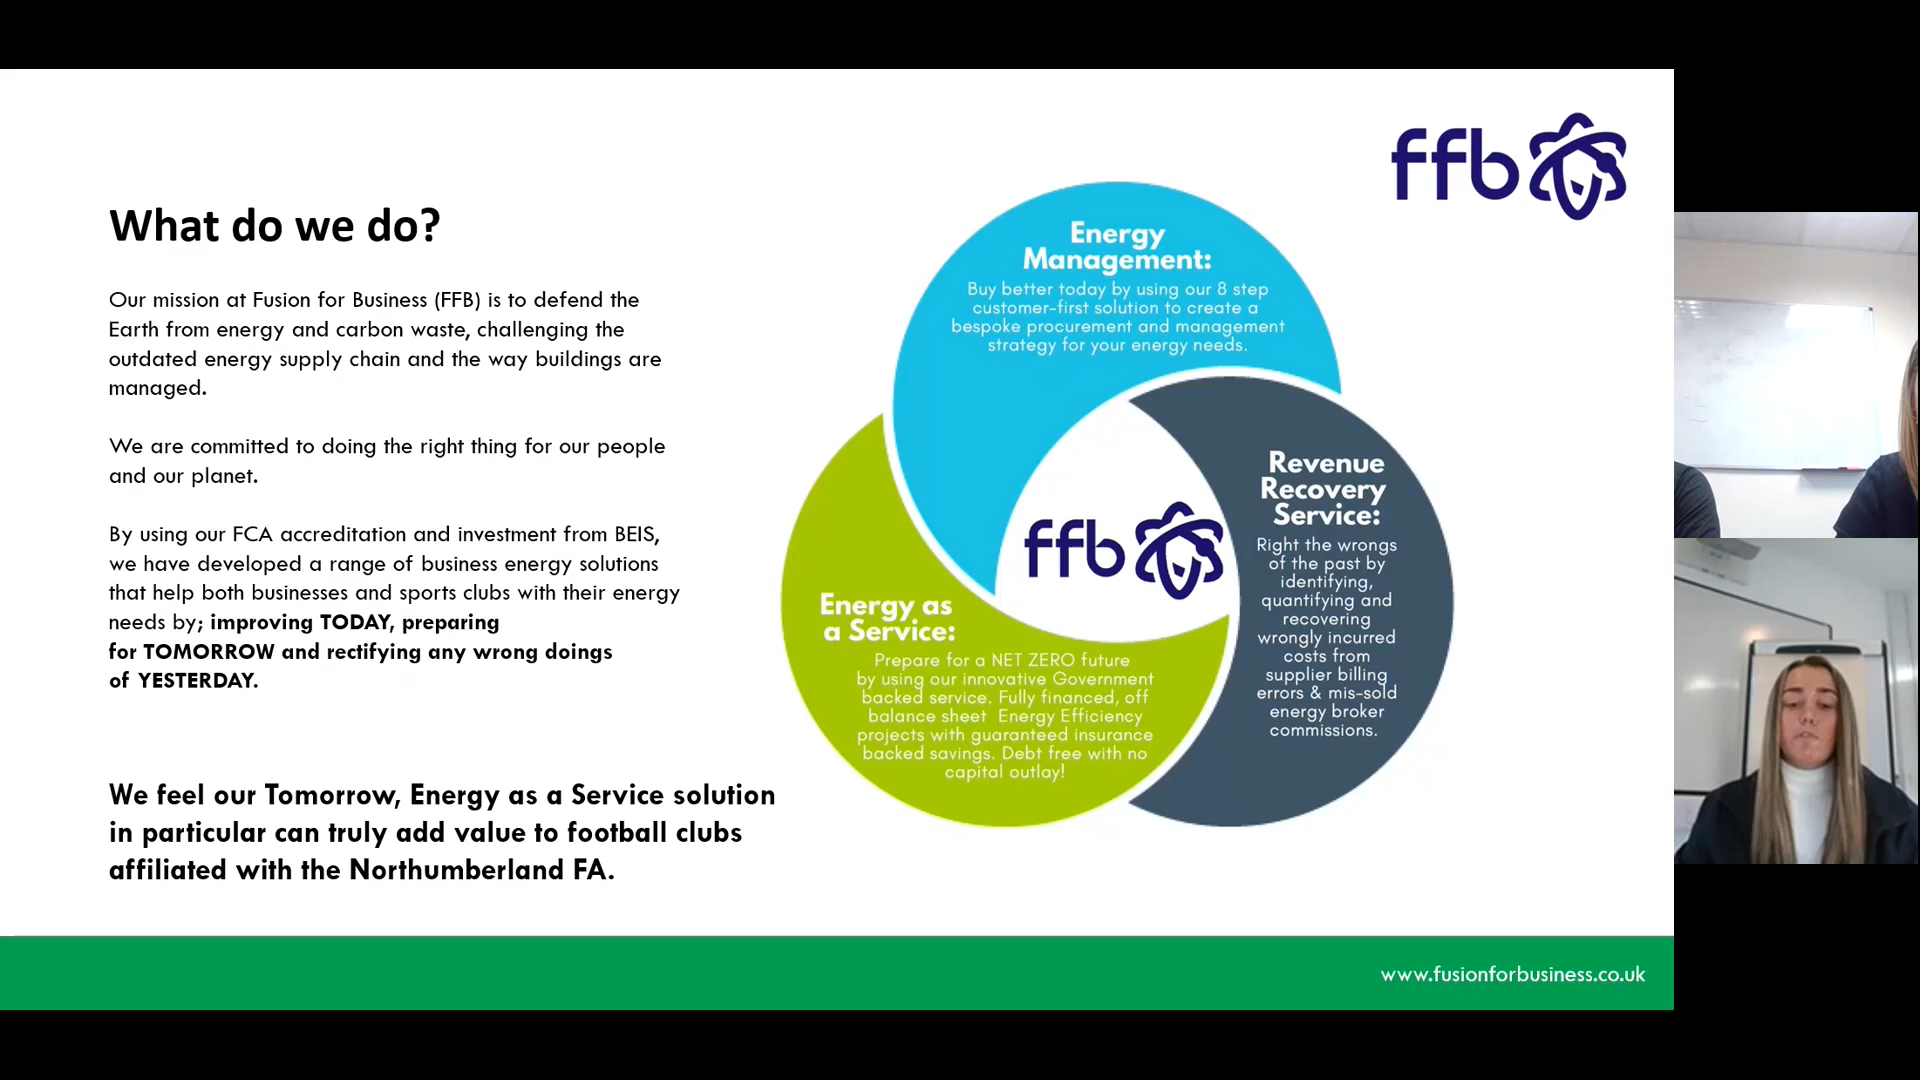 ffb
What do we do?
Our mission at Fusion for Business (FFB) is to defend the
Earth from energy and carbon waste, challenging the
outdated energy supply chain and the way buildings are
managed.
We are committed to doing the right thing for our people
and our planet.
By using our FCA accreditation and investment from BEIS,
we have developed a range of business energy solutions
that help both businesses and sports clubs with their energy
needs by; improving TODAY, preparing
for TOMORROW and rectifying any wrong doings
of YESTERDAY.
We feel our Tomorrow, Energy as a Service solution
in particular can truly add value to football clubs
affiliated with the Northumberland FA.
Energy
Management:
Buy better today by using our 8 step
customer-first solution to create a
bespoke procurement and management
strategy for your energy needs.
Revenue
Recovery
Service:
Right the wrongs
of the past by
identifying,
quantifying and
recovering
wrongly incurred
costs from
supplier billing
errors & mis-sold
energy broker
commissions.
ffb
Energy as
a Service:
Prepare for a NET ZERO future
by using our innovative Government
backed service. Fully financed, off
balance sheet Energy Efficiency
projects with guaranteed insurance
backed savings. Debt free with no
capital outlay!
www.fusionforbusiness.co.uk